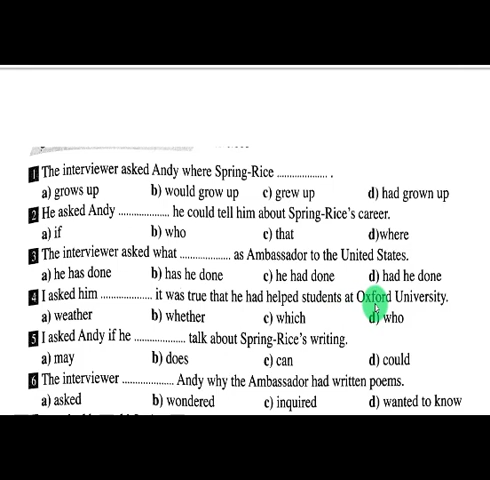 1 The interviewer asked Andy where Spring-Rice .................... .
a) grows up b) would grow up c) grew up d) had grown up
2 He asked Andy .................... he could tell him about Spring-Rice's career.
a) if b) who c) that d)where
3 The interviewer asked what .................... as Ambassador to the United States.
a) he has done b) has he done c) he had done d) had he done
4 I asked him .................... it was true that he had helped students at Oxford University.
a) weather b) whether c) which d) who
5 I asked Andy if he .................... talk about Spring-Rice's writing.
a) may b) does c) can d) could
6 The interviewer .................... Andy why the Ambassador had written poems.
a) asked b) wondered c) inquired d) wanted to know